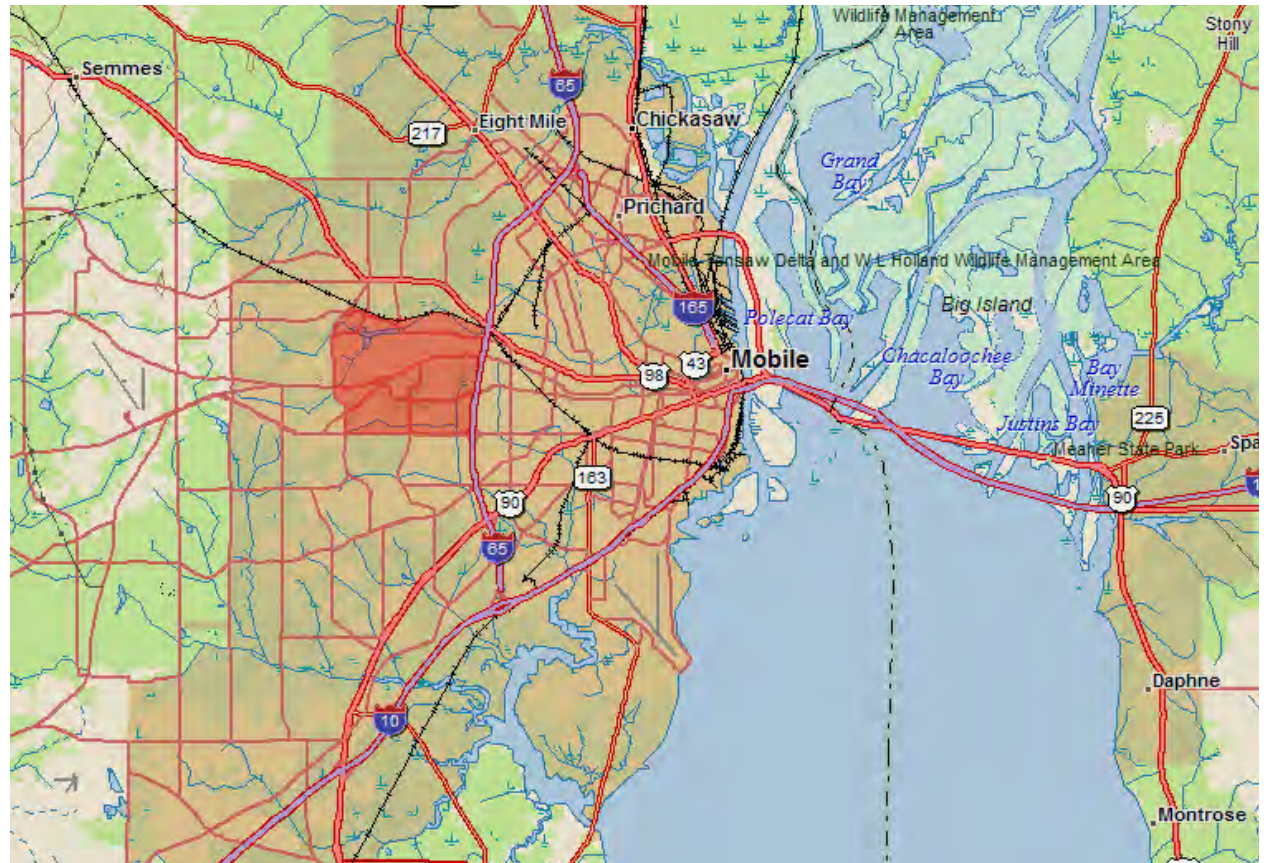 Wildlife Management
Area
Stony
Hill
Semmes
65
217
Eight Mile
Chickasaw
Grand
Bay
Prichard
Mobile-Tensaw Delta and W L Holland Wildlife Management Area
165
Polecat Bay
Big Island
43
Mobile
98
Chacaloochee
Bay
Bay
Minette
225
Justins Bay
Meaher State Park
Spa
163
90
90
1
65
Daphne
10
Montrose